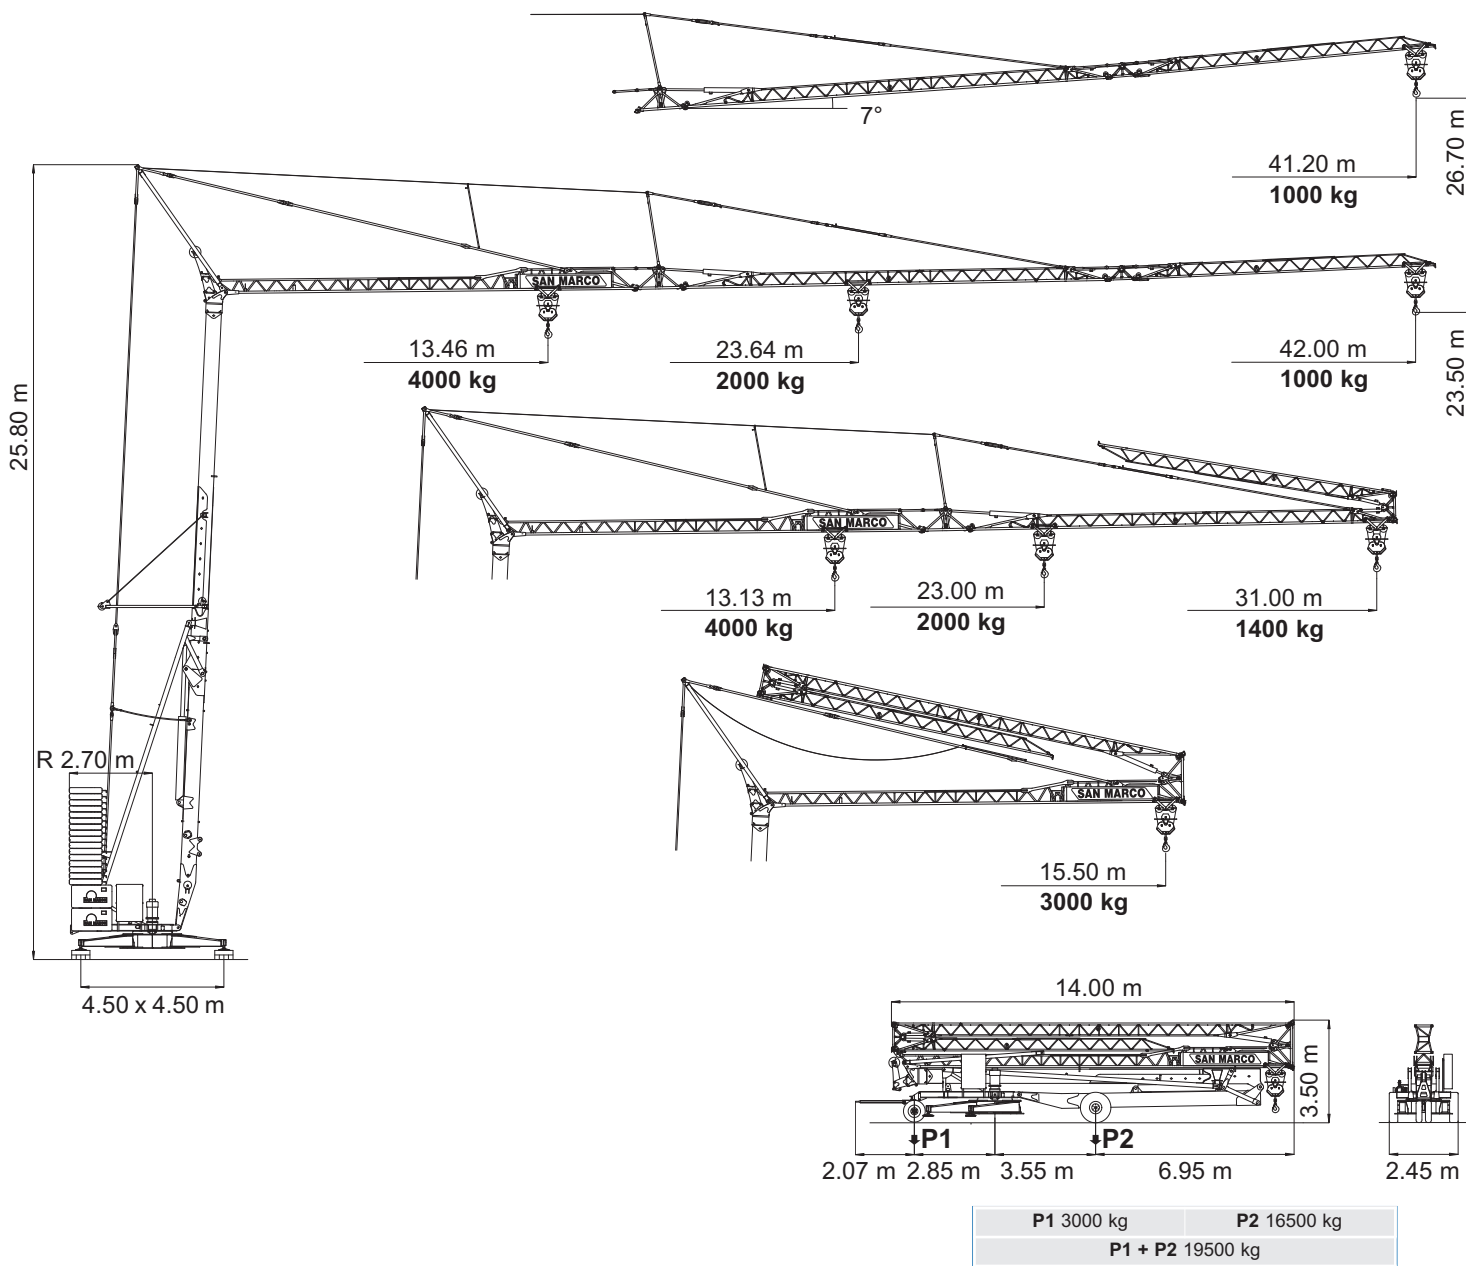 7°
41.20 m
1000 kg
26.70 m
SAN MARCO
13.46 m
4000 kg
23.64 m
2000 kg
42.00 m
1000 kg
23.50 m
25.80 m
SAN MARCO
13.13 m
4000 kg
23.00 m
2000 kg
31.00 m
1400 kg
R 2.70 m
SAN MARCO
15.50 m
3000 kg
SAN MARCO
SAN MARCO
4.50 x 4.50 m
14.00 m
SAN MARCO
3.50 m
P1
P2
2.07 m
2.85 m
3.55 m
6.95 m
2.45 m
P1 3000 kg
P2 16500 kg
P1 + P2 19500 kg